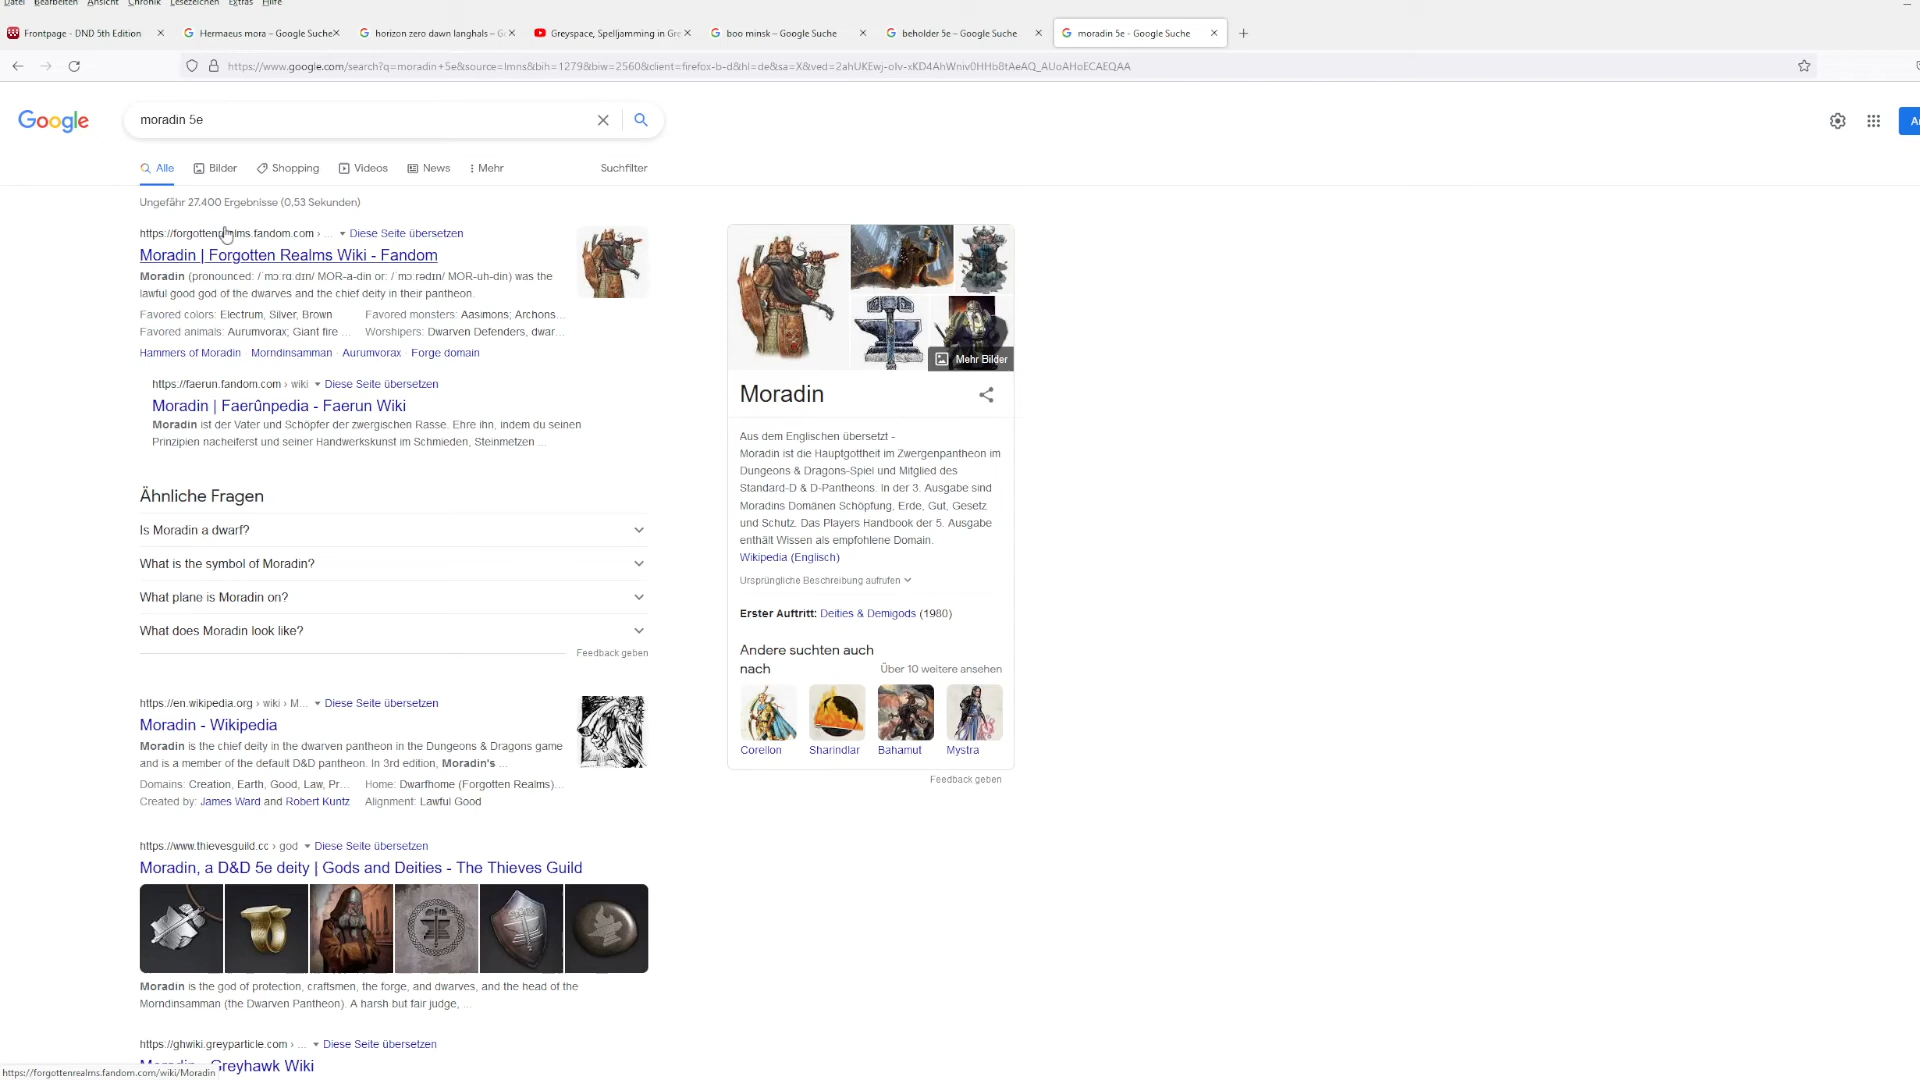 Datei Bearbeiten Ansicht Chronik Lesezeichen Extras Hilfe
Frontpage - DND 5th Edition
Hermaeus mora – Google Suche
horizon zero dawn langhals – G
Greyspace, Spelljamming in Gre
boo minsk – Google Suche
beholder 5e – Google Suche
moradin 5e - Google Suche
https://www.google.com/search?q=moradin+5e&source=lmns&bih=1279&biw=2560&client=firefox-b-d&hl=de&sa=X&ved=2ahUKEwj-olv-xKD4AhWniv0HHb8tAeAQ_AUoAHoECAEQAA
Google
moradin 5e
Alle Bilder Shopping Videos News Mehr Suchfilter
Ungefähr 27.400 Ergebnisse (0,53 Sekunden)
https://forgottenrealms.fandom.com › ... Diese Seite übersetzen
Moradin | Forgotten Realms Wiki - Fandom
Moradin (pronounced: /ˈmɔːrɑːdɪn/ MOR-a-din or: /ˈmɔːrədɪn/ MOR-uh-din) was the
lawful good god of the dwarves and the chief deity in their pantheon.
Favored colors: Electrum, Silver, Brown Favored monsters: Aasimons; Archons...
Favored animals: Aurumvorax; Giant fire ... Worshipers: Dwarven Defenders, dwar...
Hammers of Moradin · Morndinsamman · Aurumvorax · Forge domain
https://faerun.fandom.com › wiki Diese Seite übersetzen
Moradin | Faerûnpedia - Faerun Wiki
Moradin ist der Vater und Schöpfer der zwergischen Rasse. Ehre ihn, indem du seinen
Prinzipien nacheiferst und seiner Handwerkskunst im Schmieden, Steinmetzen ...
Ähnliche Fragen
Is Moradin a dwarf?
What is the symbol of Moradin?
What plane is Moradin on?
What does Moradin look like?
Feedback geben
https://en.wikipedia.org › wiki › M... Diese Seite übersetzen
Moradin - Wikipedia
Moradin is the chief deity in the dwarven pantheon in the Dungeons & Dragons game
and is a member of the default D&D pantheon. In 3rd edition, Moradin's ...
Domains: Creation, Earth, Good, Law, Pr... Home: Dwarfhome (Forgotten Realms)...
Created by: James Ward and Robert Kuntz Alignment: Lawful Good
https://www.thievesguild.cc › god Diese Seite übersetzen
Moradin, a D&D 5e deity | Gods and Deities - The Thieves Guild
Moradin is the god of protection, craftsmen, the forge, and dwarves, and the head of the
Morndinsamman (the Dwarven Pantheon). A harsh but fair judge, ...
https://ghwiki.greyparticle.com › ... Diese Seite übersetzen
Moradin - Greyhawk Wiki
https://forgottenrealms.fandom.com/wiki/Moradin
Mehr Bilder
Moradin
Aus dem Englischen übersetzt -
Moradin ist die Hauptgottheit im Zwergenpantheon im
Dungeons & Dragons-Spiel und Mitglied des
Standard-D & D-Pantheons. In der 3. Ausgabe sind
Moradins Domänen Schöpfung, Erde, Gut, Gesetz
und Schutz. Das Players Handbook der 5. Ausgabe
enthält Wissen als empfohlene Domain.
Wikipedia (Englisch)
Ursprüngliche Beschreibung aufrufen
Erster Auftritt: Deities & Demigods (1980)
Andere suchten auch
nach
Über 10 weitere ansehen
Corellon Sharindlar Bahamut Mystra
Feedback geben